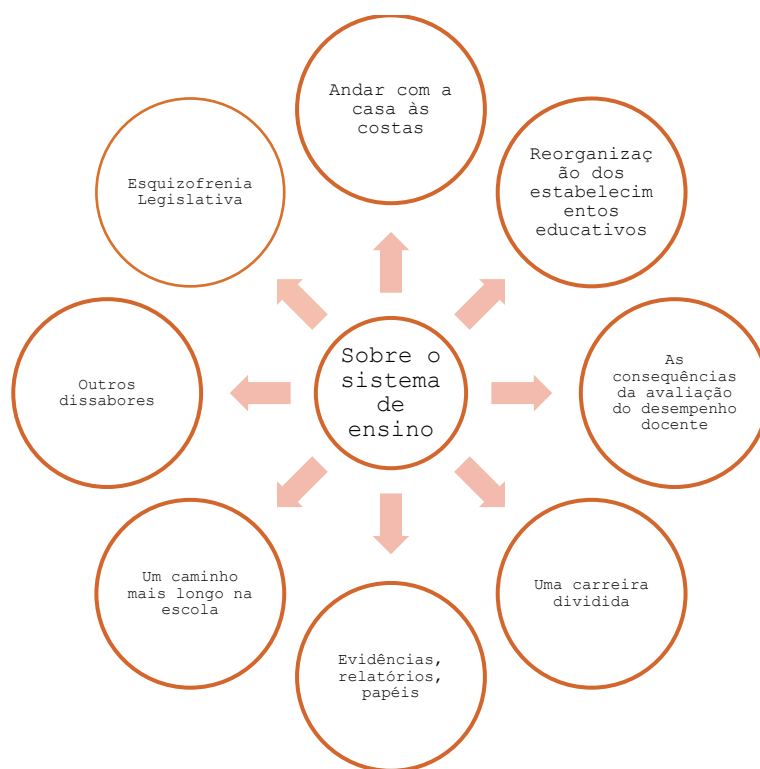 Andar com a
casa às
costas
Reorganizaç
ão dos
estabelecim
entos
educativos
As
consequências
da avaliação
do desempenho
docente
Uma carreira
dividida
Evidências,
relatórios,
papéis
Um caminho
mais longo na
escola
Outros
dissabores
Esquizofrenia
Legislativa
Sobre o
sistema
de
ensino